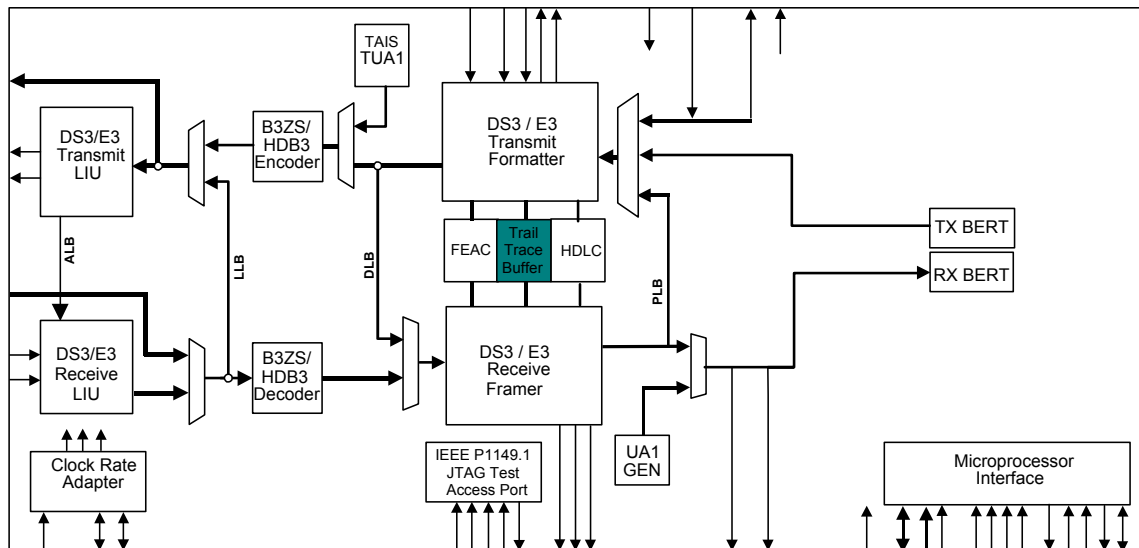 TAIS
TUA1
DS3/E3
Transmit
LIU
B3ZS/
HDB3
Encoder
DS3 / E3
Transmit
Formatter
FEAC
Trail
Trace
Buffer
HDLC
TX BERT
RX BERT
ALB
LLB
DLB
PLB
DS3/E3
Receive
LIU
B3ZS/
HDB3
Decoder
DS3 / E3
Receive
Framer
UA1
GEN
Clock Rate
Adapter
IEEE P1149.1
JTAG Test
Access Port
Microprocessor
Interface